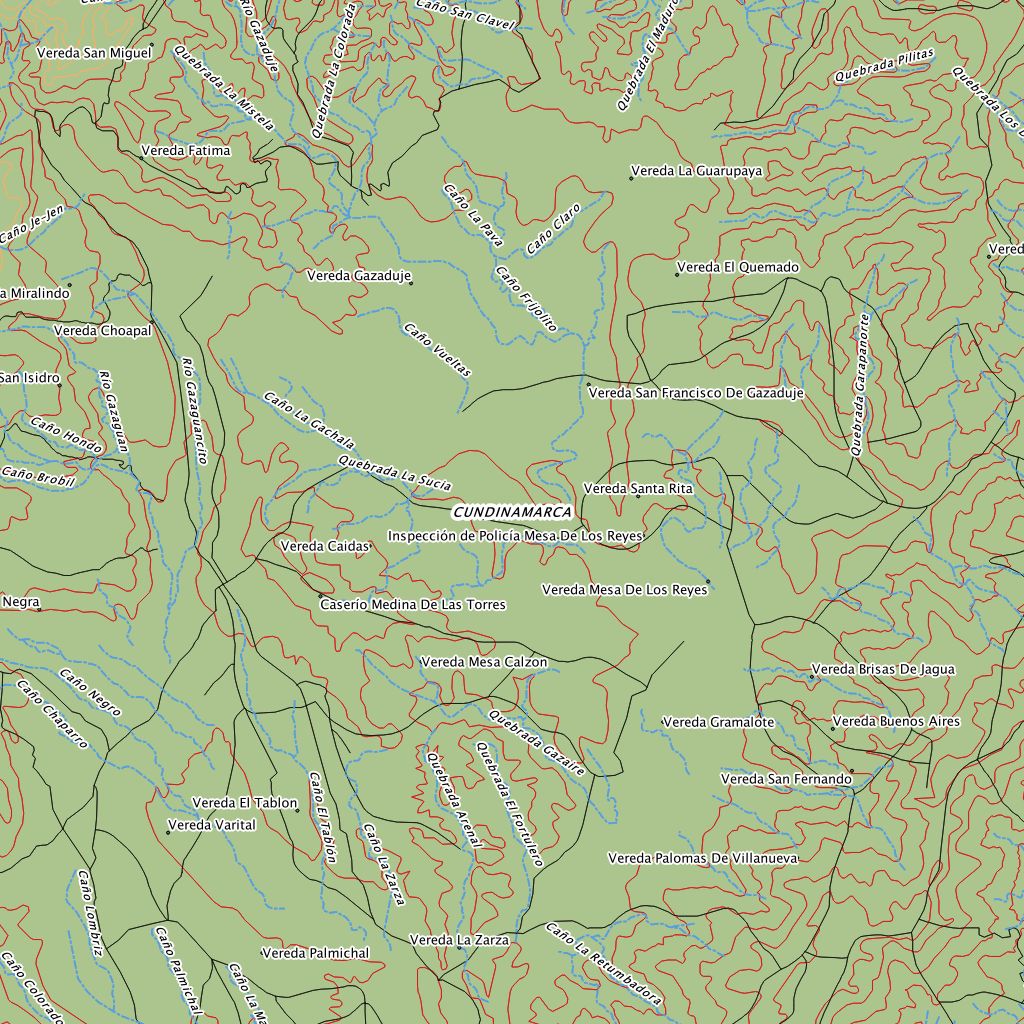 Caño San Clavel
Río Gazaduje
Quebrada La Colorada
Quebrada El Maduro
Vereda San Miguel
Quebrada La Mistela
Quebrada Pilitas
Quebrada Los
Vereda Fatima
Vereda La Guarupaya
Caño La Pava
Caño Claro
Caño Je-Jen
Vered
Vereda El Quemado
Vereda Gazaduje
Caño Frijolito
a Miralindo
Vereda Choapal
Caño Vueltas
Quebrada Garapanorte
Río Gazaguancito
San Isidro
Río Gazaguan
Vereda San Francisco De Gazaduje
Caño La Gachala
Caño Hondo
Caño Brobil
Quebrada La Sucia
Vereda Santa Rita
CUNDINAMARCA
Inspección de Policía Mesa De Los Reyes
Vereda Caidas
Vereda Mesa De Los Reyes
Negra
Caserío Medina De Las Torres
Vereda Mesa Calzon
Vereda Brisas De Jagua
Caño Negro
Caño Chaparro
Quebrada Gazaire
Vereda Gramalote
Vereda Buenos Aires
Vereda San Fernando
Quebrada Arenal
Quebrada El Fortulero
Caño El Tablón
Vereda El Tablon
Vereda Varital
Caño La Zarza
Vereda Palomas De Villanueva
Caño Lombriz
Vereda La Zarza
Vereda Palmichal
Caño La Retumbadora
Caño Palmichal
Caño Colorado
Caño La Ma